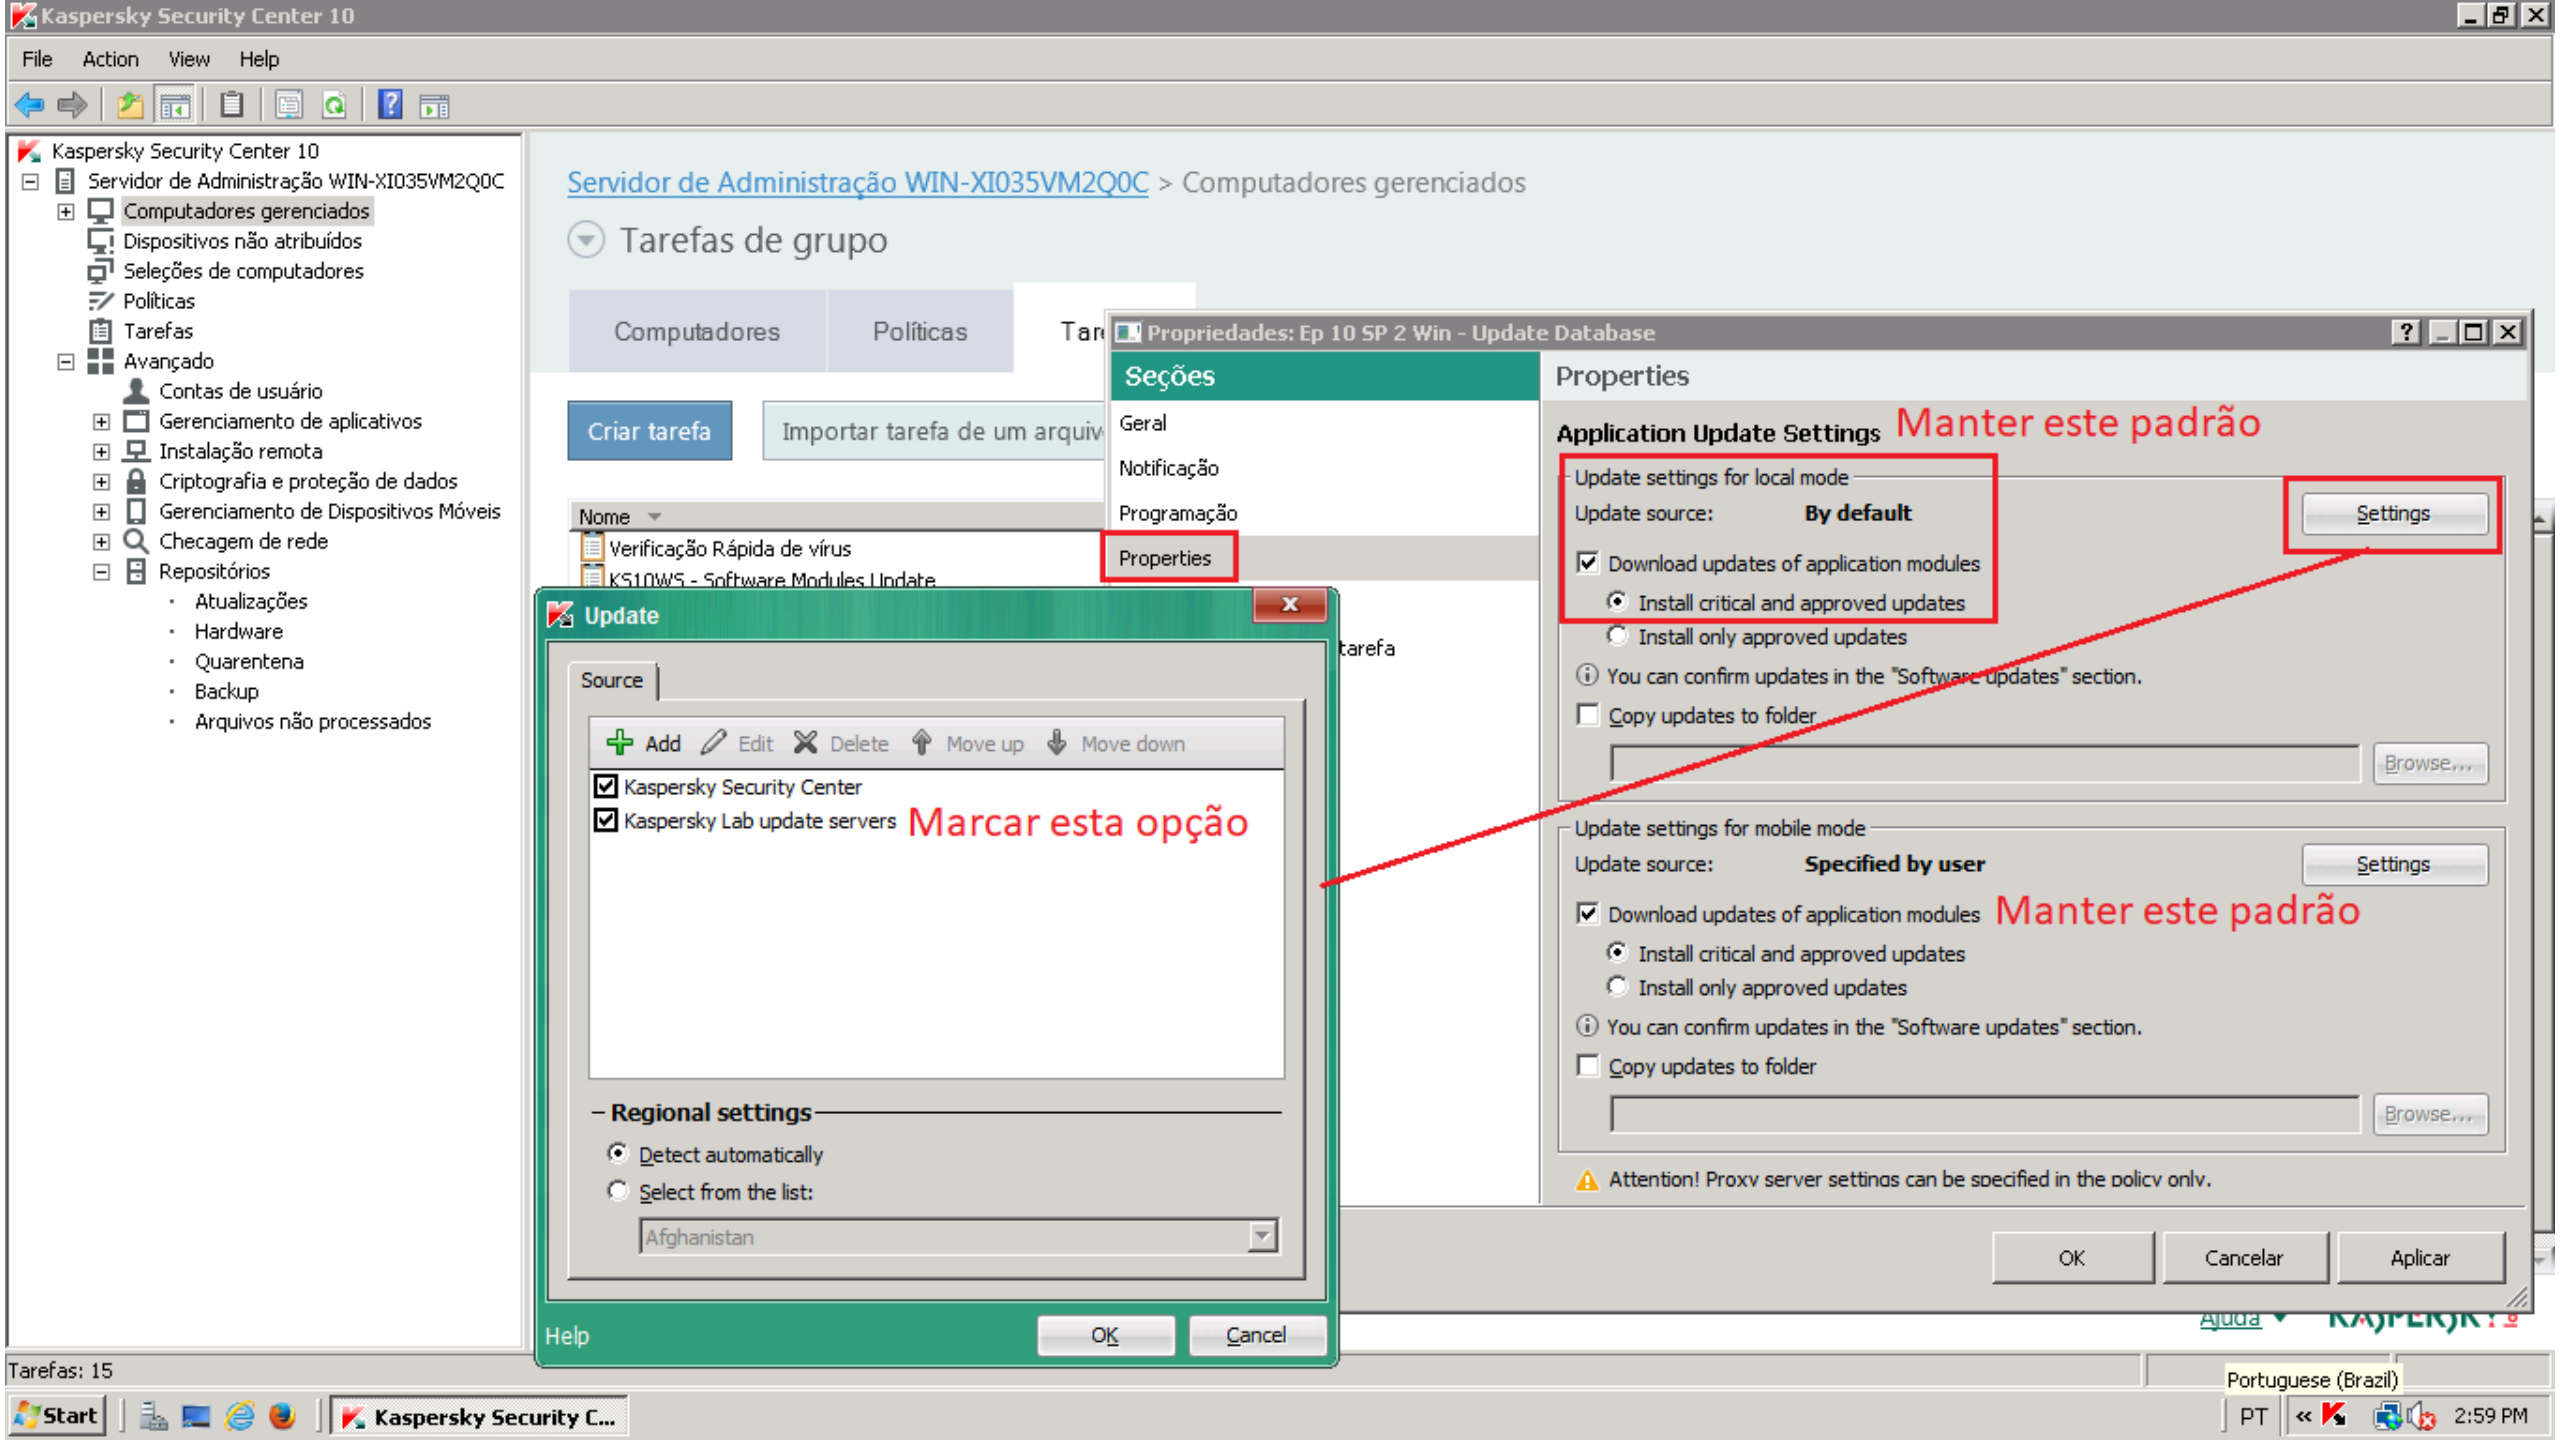 Kaspersky Security Center 10
File Action View Help
Kaspersky Security Center 10
Servidor de Administração WIN-XI035VM2Q0C
Computadores gerenciados
Dispositivos não atribuídos
Seleções de computadores
Políticas
Tarefas
Avançado
Contas de usuário
Gerenciamento de aplicativos
Instalação remota
Criptografia e proteção de dados
Gerenciamento de Dispositivos Móveis
Checagem de rede
Repositórios
Atualizações
Hardware
Quarentena
Backup
Arquivos não processados
Servidor de Administração WIN-XI035VM2Q0C > Computadores gerenciados
Tarefas de grupo
Computadores Políticas Tare
Criar tarefa Importar tarefa de um arquiv
Nome
Verificação Rápida de vírus
KS10WS - Software Modules Update
Propriedades: Ep 10 SP 2 Win - Update Database
Seções
Geral
Notificação
Programação
Properties
tarefa
Properties
Application Update Settings Manter este padrão
Update settings for local mode
Update source: By default Settings
Download updates of application modules
Install critical and approved updates
Install only approved updates
You can confirm updates in the "Software updates" section.
Copy updates to folder
Browse...
Update settings for mobile mode
Update source: Specified by user Settings
Download updates of application modules Manter este padrão
Install critical and approved updates
Install only approved updates
You can confirm updates in the "Software updates" section.
Copy updates to folder
Browse...
Attention! Proxy server settings can be specified in the policy only.
OK Cancelar Aplicar
Update
Source
Add Edit Delete Move up Move down
Kaspersky Security Center
Kaspersky Lab update servers Marcar esta opção
Regional settings
Detect automatically
Select from the list:
Afghanistan
Help OK Cancel
Ajuda
Tarefas: 15
Portuguese (Brazil)
Start Kaspersky Security C... PT « 2:59 PM